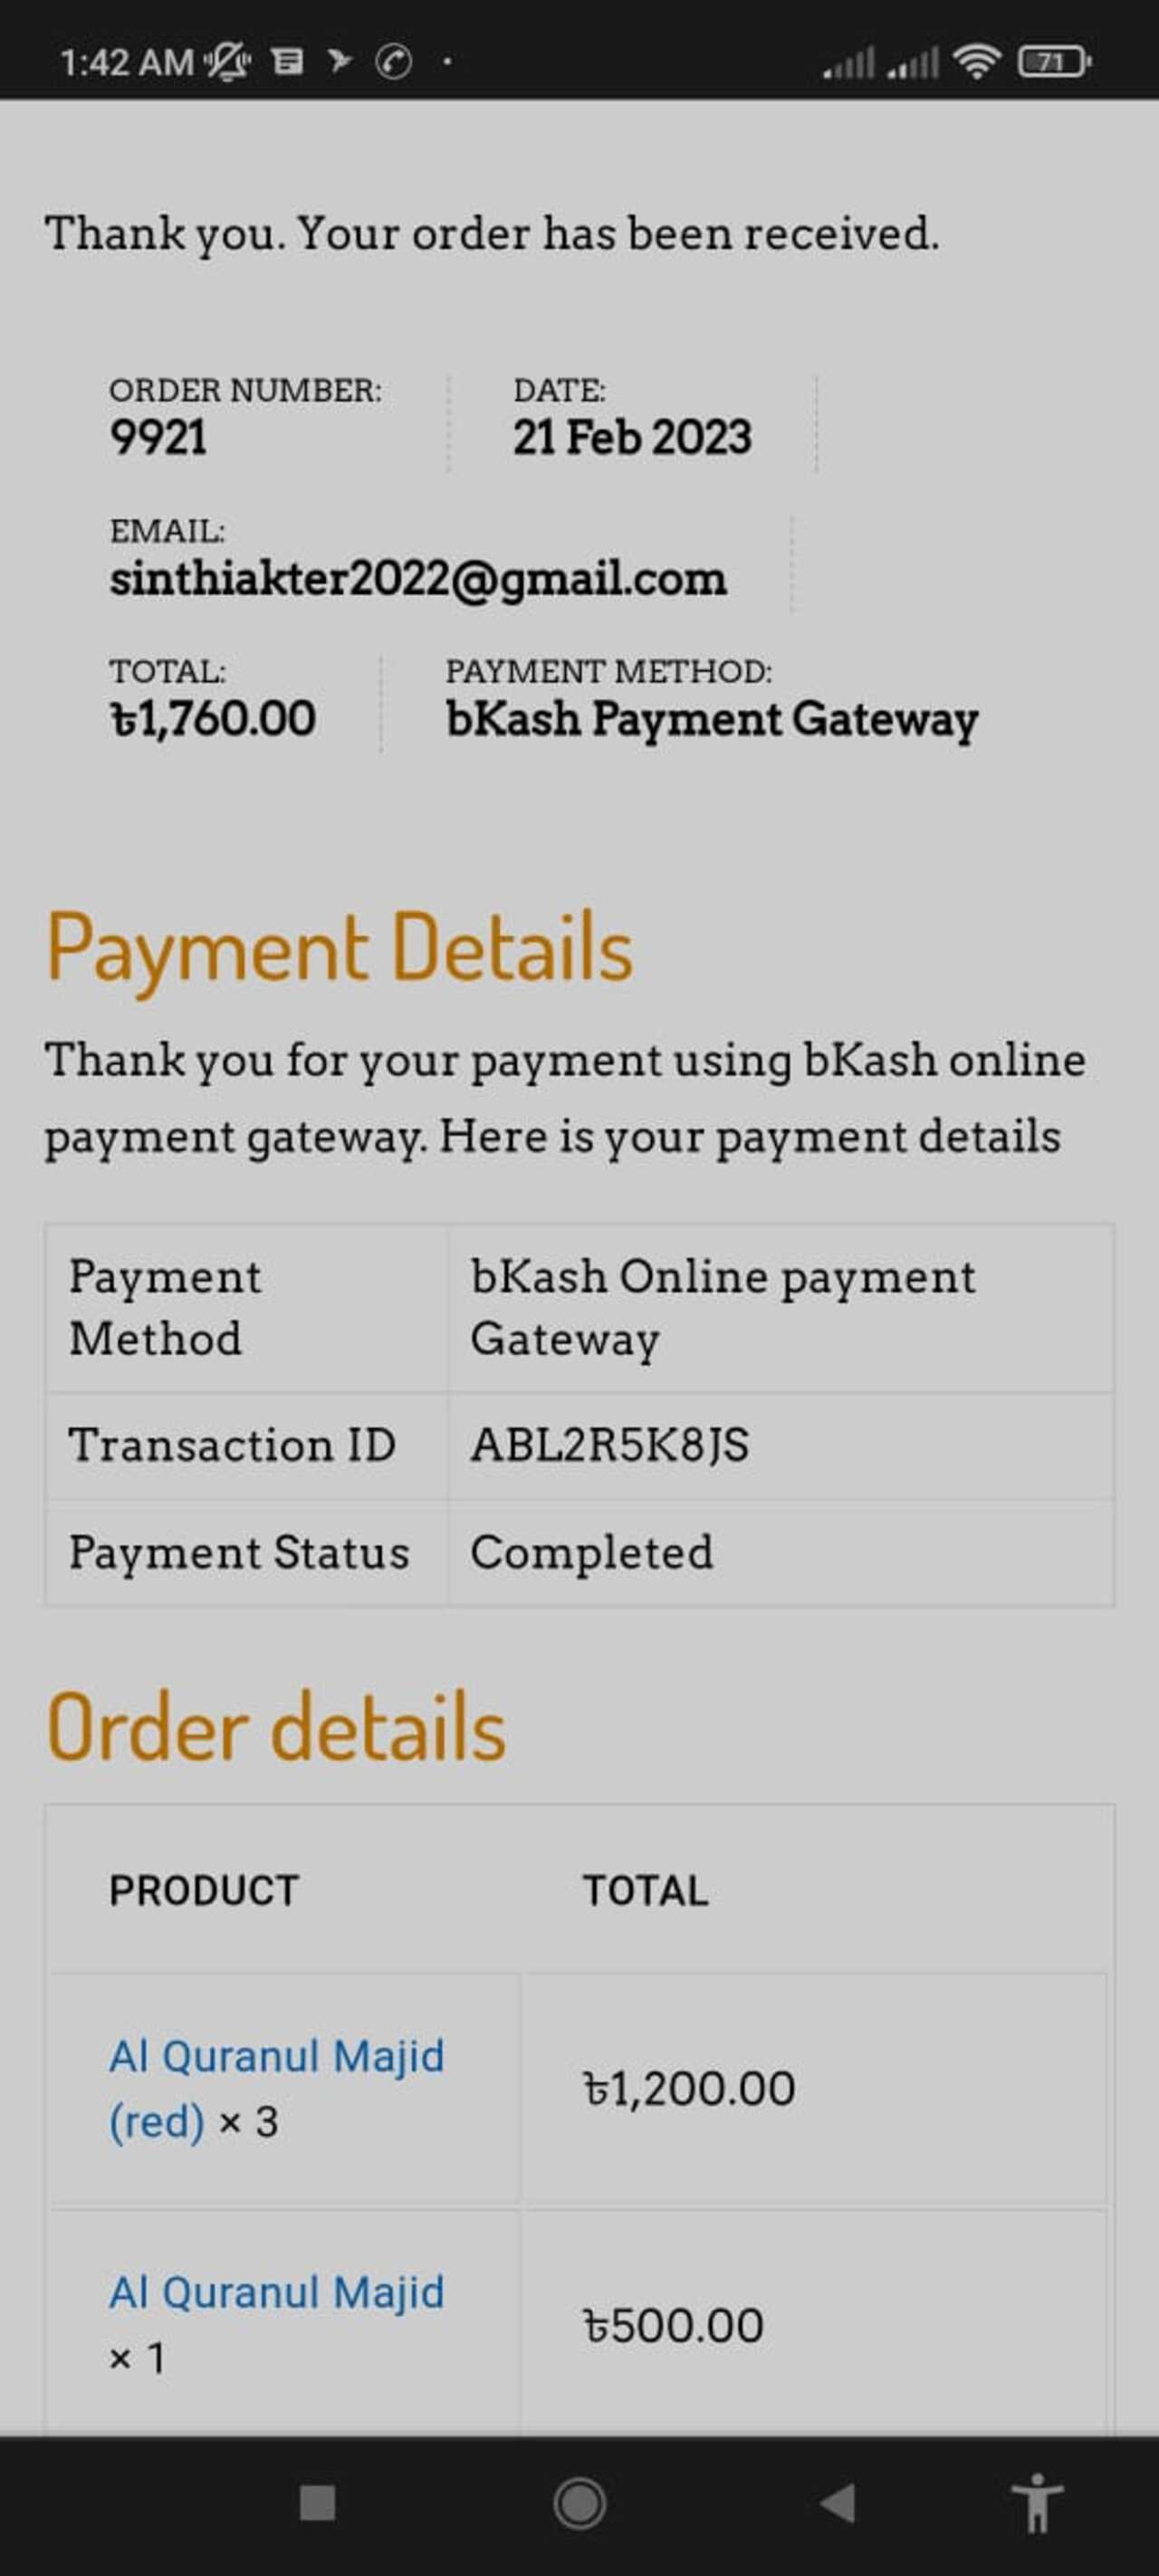 1:42 AM
71
Thank you. Your order has been received.
ORDER NUMBER:
9921
DATE:
21 Feb 2023
EMAIL:
sinthiakter2022@gmail.com
TOTAL:
৳1,760.00
PAYMENT METHOD:
bKash Payment Gateway
Payment Details
Thank you for your payment using bKash online
payment gateway. Here is your payment details
Payment
Method
bKash Online payment
Gateway
Transaction ID
ABL2R5K8JS
Payment Status
Completed
Order details
PRODUCT
TOTAL
Al Quranul Majid
(red) × 3
৳1,200.00
Al Quranul Majid
× 1
৳500.00